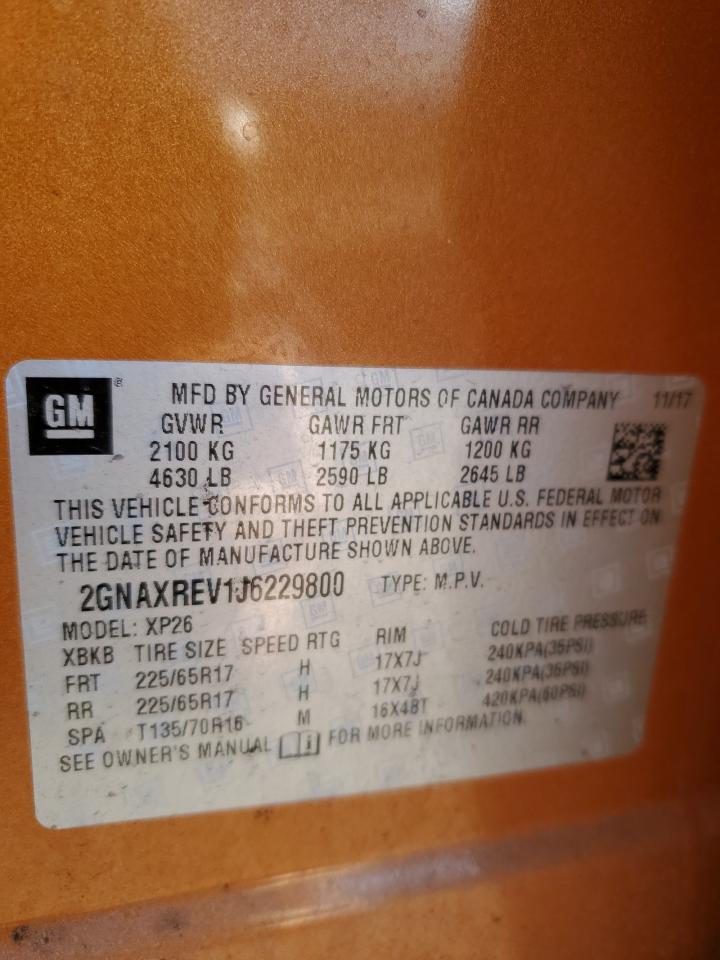 GM ® MFD BY GENERAL MOTORS OF CANADA COMPANY 11/17
GVWR GAWR FRT GAWR RR
2100 KG 1175 KG 1200 KG
4630 LB 2590 LB 2645 LB
THIS VEHICLE CONFORMS TO ALL APPLICABLE U.S. FEDERAL MOTOR
VEHICLE SAFETY AND THEFT PREVENTION STANDARDS IN EFFECT ON
THE DATE OF MANUFACTURE SHOWN ABOVE.
2GNAXREV1J6229800 TYPE: M.P.V.
MODEL: XP26
XBKB TIRE SIZE SPEED RTG RIM COLD TIRE PRESSURE
FRT 225/65R17 H 17X7J 240KPA(35PSI)
RR 225/65R17 H 17X7J 240KPA(35PSI)
SPA T135/70R16 M 16X4BT 420KPA(60PSI)
SEE OWNER'S MANUAL FOR MORE INFORMATION.